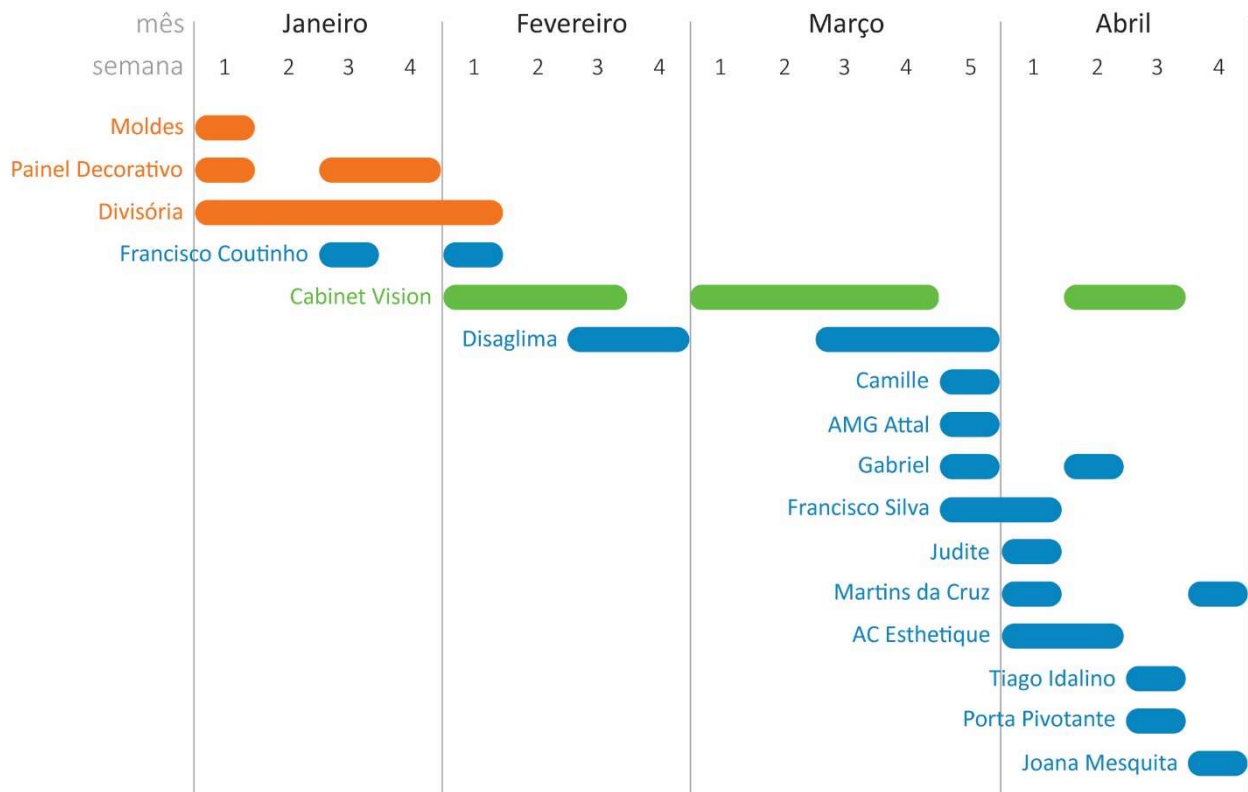 mês Janeiro Fevereiro Março Abril
semana 1 2 3 4 1 2 3 4 1 2 3 4 5 1 2 3 4
Moldes
Painel Decorativo
Divisória
Francisco Coutinho
Cabinet Vision
Disaglima
Camille
AMG Attal
Gabriel
Francisco Silva
Judite
Martins da Cruz
AC Esthetique
Tiago Idalino
Porta Pivotante
Joana Mesquita